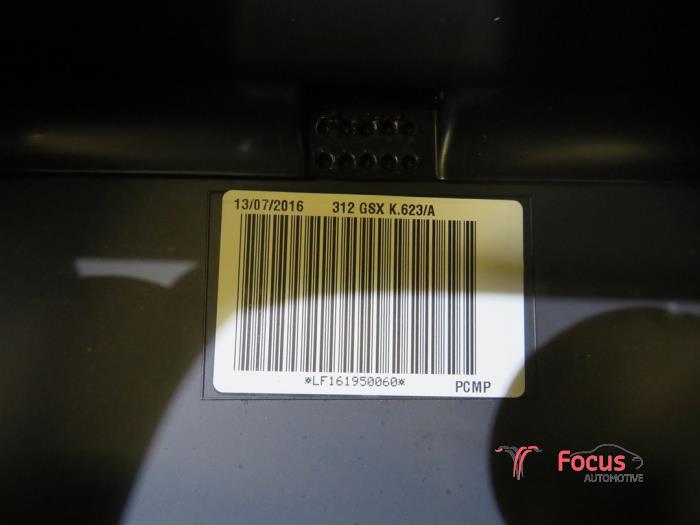 13/07/2016 312 GSX K.623/A
*LF161950060*
PCMP
Focus
AUTOMOTIVE